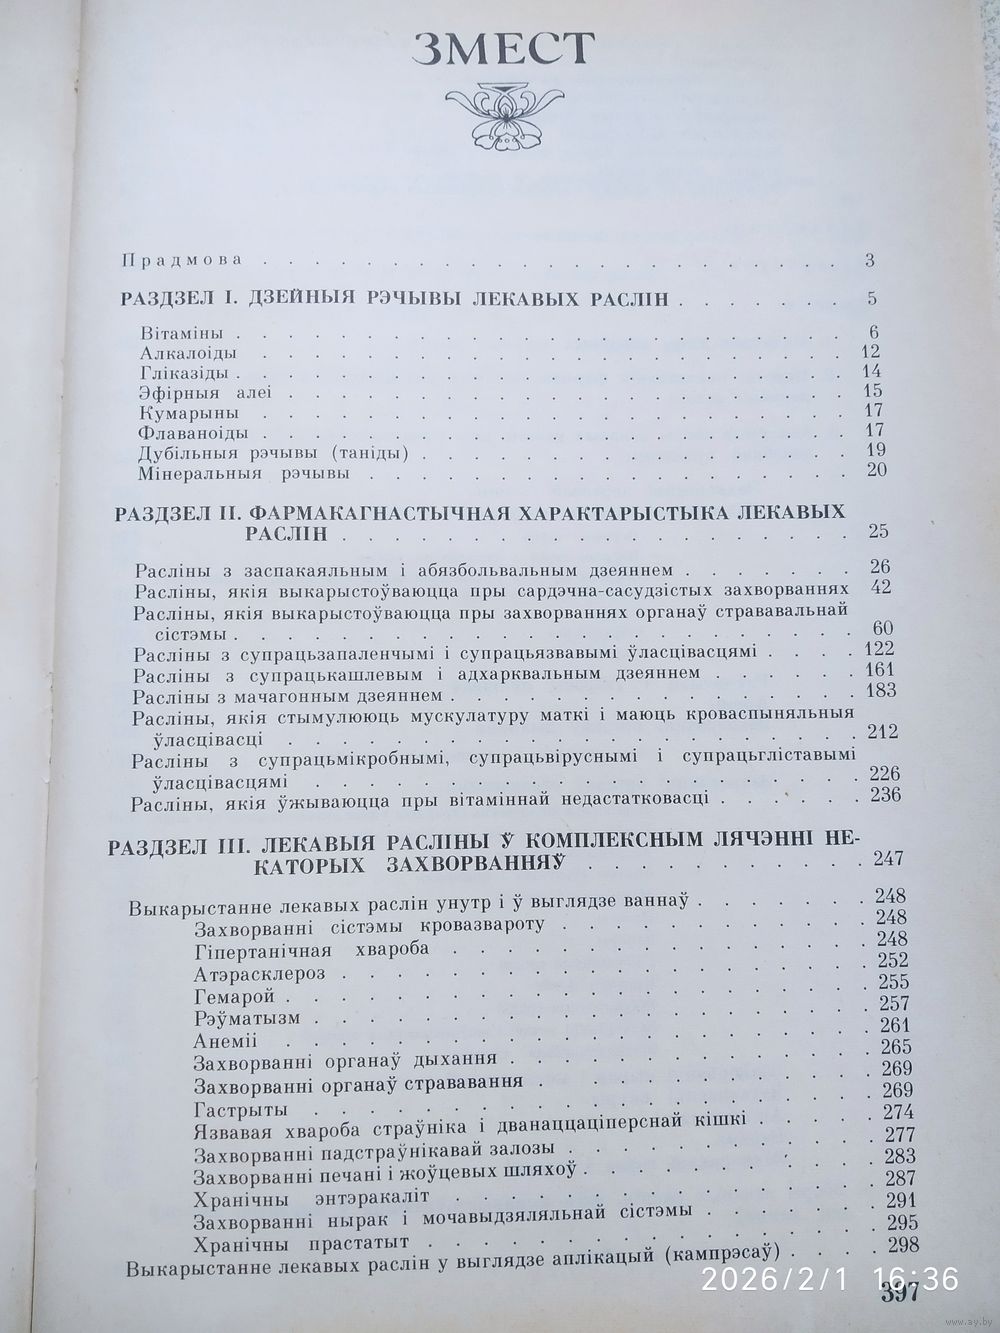 ЗМЕСТ
Прадмова . . . . . . . . . . . . . . . . . . . . . . 3
РАЗДЗЕЛ I. ДЗЕЙНЫЯ РЭЧЫВЫ ЛЕКАВЫХ РАСЛІН . . . . . . . 5
Вітаміны . . . . . . . . . . . . . . . . . . . . . . 6
Алкалоіды . . . . . . . . . . . . . . . . . . . . . . 12
Гліказіды . . . . . . . . . . . . . . . . . . . . . . 14
Эфірныя алеі . . . . . . . . . . . . . . . . . . . . . 15
Кумарыны . . . . . . . . . . . . . . . . . . . . . . 17
Флаваноіды . . . . . . . . . . . . . . . . . . . . . . 17
Дубільныя рэчывы (таніды) . . . . . . . . . . . . . . . . 19
Мінеральныя рэчывы . . . . . . . . . . . . . . . . . . . 20
РАЗДЗЕЛ II. ФАРМАКАГНАСТЫЧНАЯ ХАРАКТАРЫСТЫКА ЛЕКАВЫХ
РАСЛІН . . . . . . . . . . . . . . . . . . . . 25
Расліны з заспакаяльным і абязбольвальным дзеяннем . . . . . . . 26
Расліны, якія выкарыстоўваюцца пры сардэчна-сасудзістых захворваннях 42
Расліны, якія выкарыстоўваюцца пры захворваннях органаў стрававальнай
сістэмы . . . . . . . . . . . . . . . . . . . . . . . 60
Расліны з супрацьзапаленчымі і супрацьязвавымі ўласцівасцямі . . . . 122
Расліны з супрацькашлевым і адхарквальным дзеяннем . . . . . . 161
Расліны з мачагонным дзеяннем . . . . . . . . . . . . . . . . 183
Расліны, якія стымулююць мускулатуру маткі і маюць кроваспыняльныя
ўласцівасці . . . . . . . . . . . . . . . . . . . . . . 212
Расліны з супрацьмікробнымі, супрацьвіруснымі і супрацьгліставымі
ўласцівасцямі . . . . . . . . . . . . . . . . . . . . . 226
Расліны, якія ўжываюцца пры вітаміннай недастатковасці . . . . . . 236
РАЗДЗЕЛ III. ЛЕКАВЫЯ РАСЛІНЫ Ў КОМПЛЕКСНЫМ ЛЯЧЭННІ НЕ-
КАТОРЫХ ЗАХВОРВАННЯЎ . . . . . . . . . . . 247
Выкарыстанне лекавых раслін унутр і ў выглядзе ваннаў . . . . . . . 248
Захворванні сістэмы кровазвароту . . . . . . . . . . . . 248
Гіпертанічная хвароба . . . . . . . . . . . . . . . . 248
Атэрасклероз . . . . . . . . . . . . . . . . . . . . 252
Гемарой . . . . . . . . . . . . . . . . . . . . . . 255
Рэўматызм . . . . . . . . . . . . . . . . . . . . . 257
Анеміі . . . . . . . . . . . . . . . . . . . . . . 261
Захворванні органаў дыхання . . . . . . . . . . . . . . 265
Захворванні органаў стрававання . . . . . . . . . . . . . 269
Гастрыты . . . . . . . . . . . . . . . . . . . . . 269
Язвавая хвароба страўніка і дванаццаціперснай кішкі . . . . . 274
Захворванні падстраўнікавай залозы . . . . . . . . . . . . 277
Захворванні печані і жоўцевых шляхоў . . . . . . . . . . . 283
Хранічны энтэракаліт . . . . . . . . . . . . . . . . 287
Захворванні нырак і мочавыдзяляльнай сістэмы . . . . . . . 291
Хранічны прастатыт . . . . . . . . . . . . . . . . . 295
Выкарыстанне лекавых раслін у выглядзе аплікацый (кампрэсаў) . . . . 298
2026/2/1 16:36
397
www.ay.by